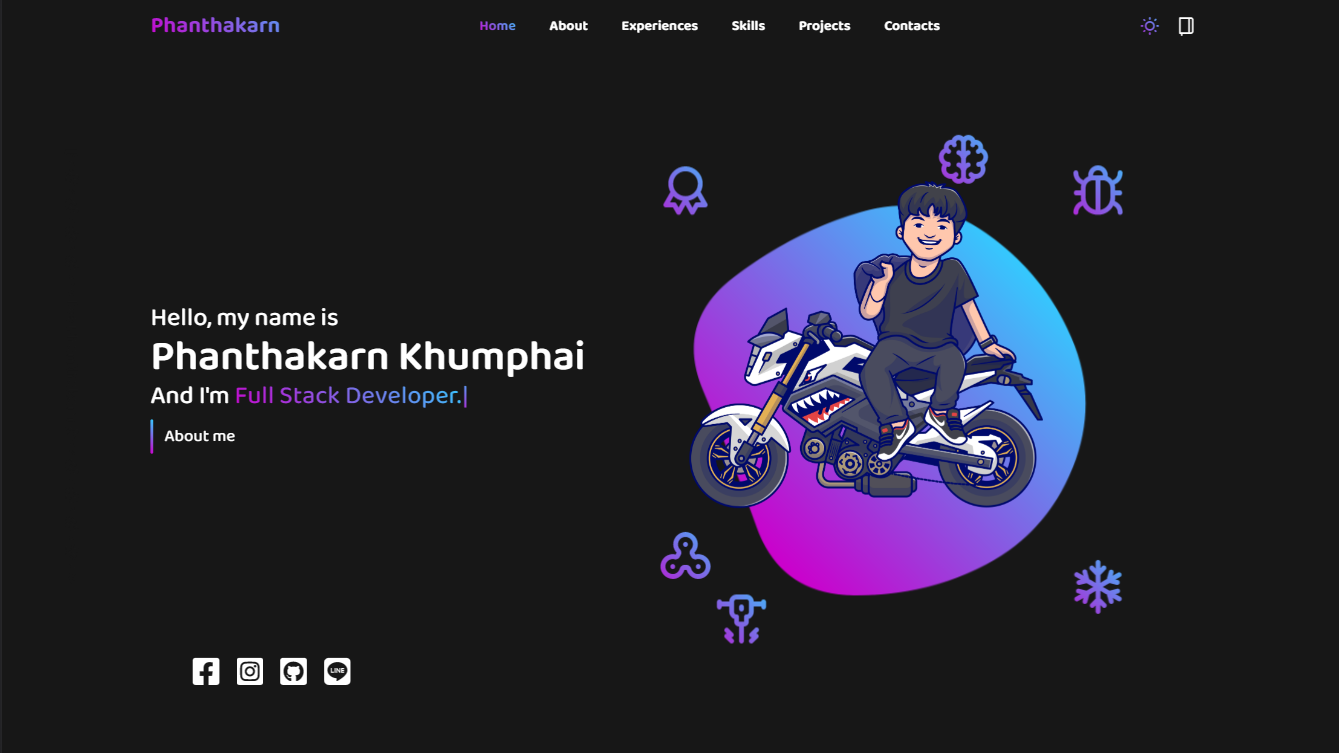 Phanthakarn
Home About Experiences Skills Projects Contacts
Hello, my name is
Phanthakarn Khumphai
And I'm Full Stack Developer.|
About me
LINE